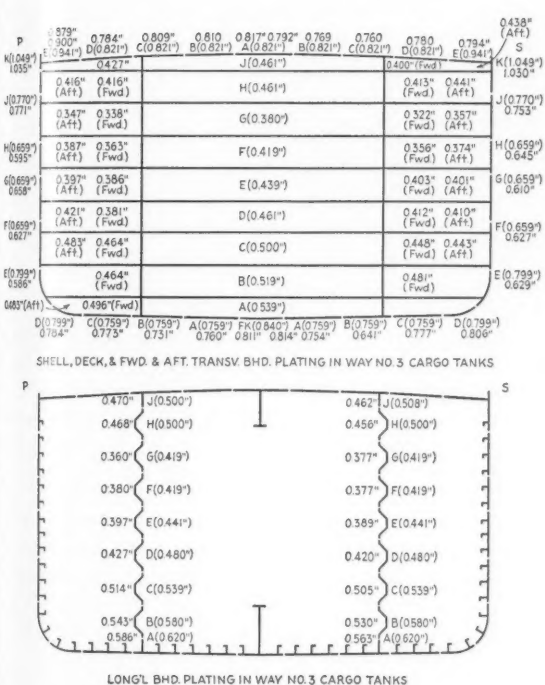 0.438"
(Aft.)
P 0.879" 0.900" E(0.941") 0.784" D(0.821") 0.809" C(0.821") 0.810 B(0.821") 0.817" 0.792" A(0.821") 0.769 B(0.821") 0.760 C(0.821") 0.780 D(0.821") 0.794" E(0.941") S
K(1.049") 1.035" 0.427" J(0.461") 0.400" (Fwd.) K(1.049") 1.030"
0.416" (Aft.) 0.416" (Fwd.) H(0.461") 0.413" (Fwd.) 0.441" (Aft.)
J(0.770") 0.771" J(0.770") 0.753"
0.347" (Aft.) 0.338" (Fwd.) G(0.380") 0.322" (Fwd.) 0.357" (Aft.)
H(0.659") 0.595" 0.387" (Aft.) 0.363" (Fwd.) F(0.419") 0.356" (Fwd.) 0.374" (Aft.) H(0.659") 0.645"
G(0.659") 0.658" 0.397" (Aft.) 0.386" (Fwd.) E(0.439") 0.403" (Fwd.) 0.401" (Aft.) G(0.659") 0.610"
0.421" (Aft.) 0.381" (Fwd.) D(0.461") 0.412" (Fwd.) 0.410" (Aft.)
F(0.659") 0.627" F(0.659") 0.627"
0.483" (Aft.) 0.464" (Fwd.) C(0.500") 0.448" (Fwd.) 0.443" (Aft.)
E(0.799") 0.586" 0.464" (Fwd.) B(0.519") 0.481" (Fwd.) E(0.799") 0.629"
(Aft.) 0.496"(Fwd.) A(0.539")
D(0.799") 0.784" C(0.759") 0.773" B(0.759") 0.731" A(0.759") 0.760" FK(0.840") 0.811" 0.814" A(0.759") 0.754" B(0.759") 0.641" C(0.759") 0.777" D(0.799") 0.806"
SHELL, DECK, & FWD. & AFT. TRANSV. BHD. PLATING IN WAY NO. 3 CARGO TANKS
P S
0.470" J(0.500") 0.462" J(0.508")
0.468" H(0.500") 0.456" H(0.500")
0.360" G(0.419") 0.377" G(0.419")
0.380" F(0.419") 0.377" F(0.419")
0.397" E(0.441") 0.389" E(0.441")
0.427" D(0.480") 0.420" D(0.480")
0.514" C(0.539") 0.505" C(0.539")
0.543" B(0.580") 0.530" B(0.580")
0.586" A(0.620") 0.563" A(0.620")
LONG'L BHD. PLATING IN WAY NO. 3 CARGO TANKS